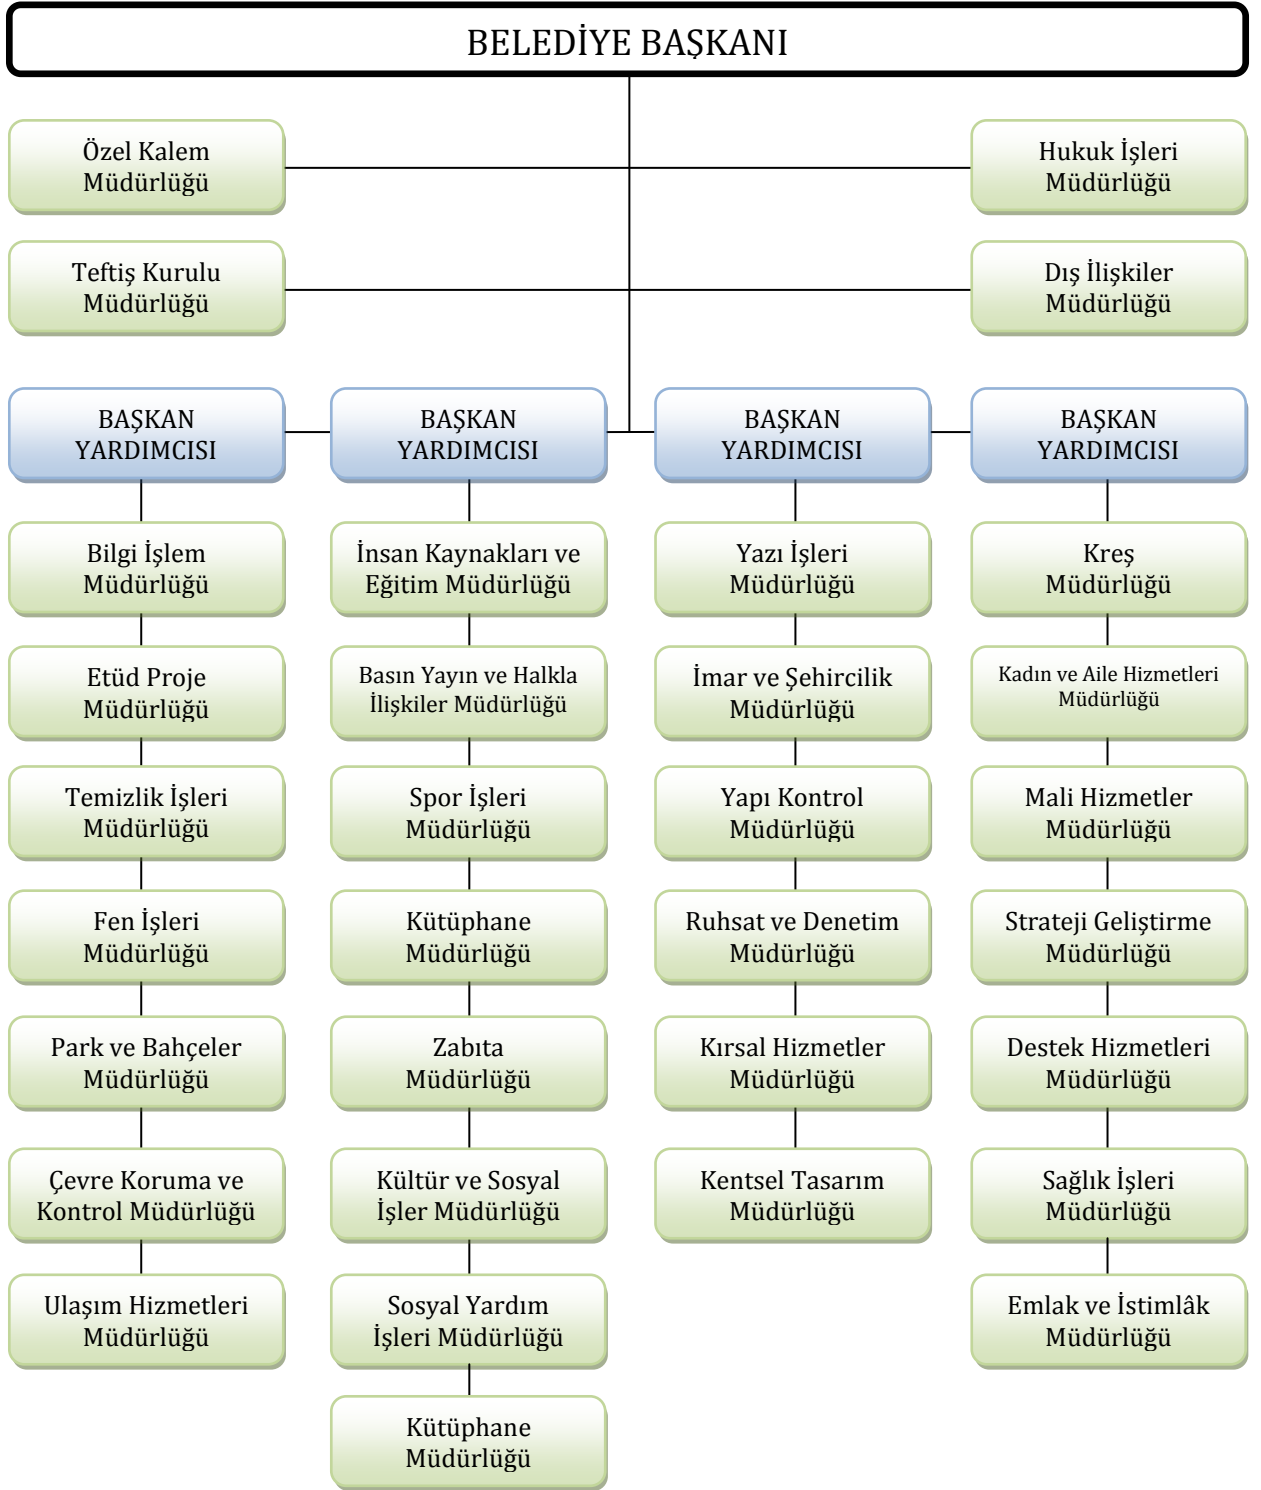 BELEDİYE BAŞKANI
Özel Kalem
Müdürlüğü
Hukuk İşleri
Müdürlüğü
Teftiş Kurulu
Müdürlüğü
Dış İlişkiler
Müdürlüğü
BAŞKAN
YARDIMCISI
BAŞKAN
YARDIMCISI
BAŞKAN
YARDIMCISI
BAŞKAN
YARDIMCISI
Bilgi İşlem
Müdürlüğü
İnsan Kaynakları ve
Eğitim Müdürlüğü
Yazı İşleri
Müdürlüğü
Kreş
Müdürlüğü
Etüd Proje
Müdürlüğü
Basın Yayın ve Halkla
İlişkiler Müdürlüğü
İmar ve Şehircilik
Müdürlüğü
Kadın ve Aile Hizmetleri
Müdürlüğü
Temizlik İşleri
Müdürlüğü
Spor İşleri
Müdürlüğü
Yapı Kontrol
Müdürlüğü
Mali Hizmetler
Müdürlüğü
Fen İşleri
Müdürlüğü
Kütüphane
Müdürlüğü
Ruhsat ve Denetim
Müdürlüğü
Strateji Geliştirme
Müdürlüğü
Park ve Bahçeler
Müdürlüğü
Zabıta
Müdürlüğü
Kırsal Hizmetler
Müdürlüğü
Destek Hizmetleri
Müdürlüğü
Çevre Koruma ve
Kontrol Müdürlüğü
Kültür ve Sosyal
İşler Müdürlüğü
Kentsel Tasarım
Müdürlüğü
Sağlık İşleri
Müdürlüğü
Ulaşım Hizmetleri
Müdürlüğü
Sosyal Yardım
İşleri Müdürlüğü
Emlak ve İstimlâk
Müdürlüğü
Kütüphane
Müdürlüğü